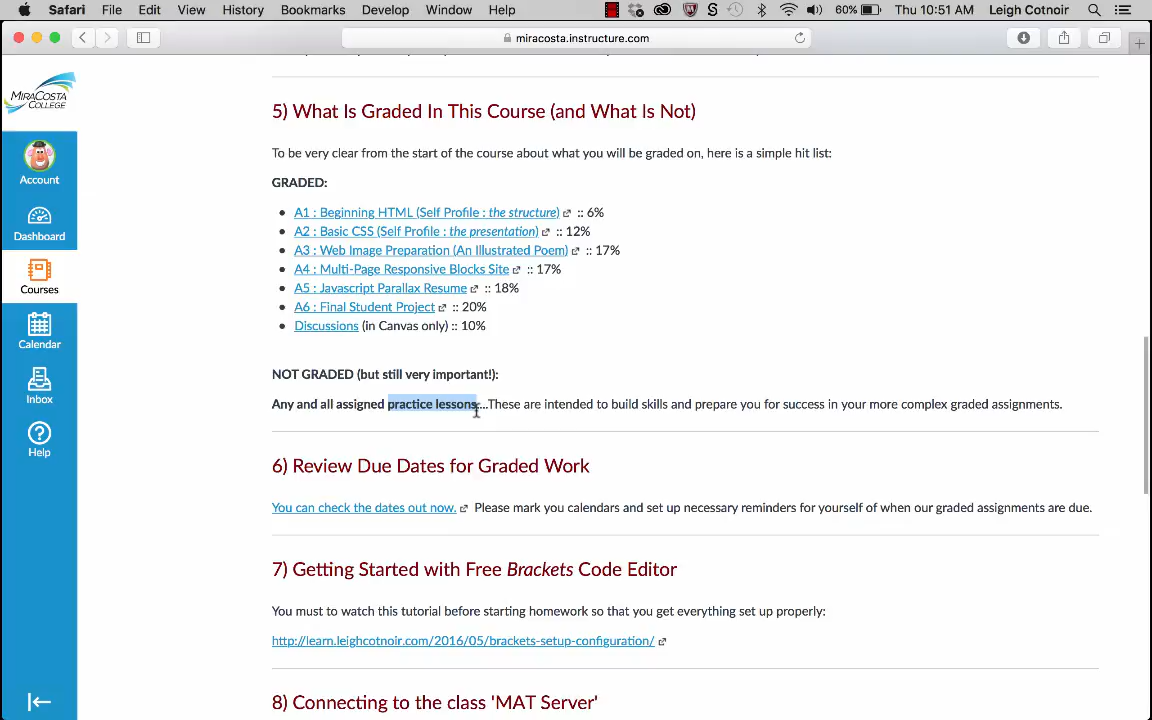 Safari File Edit View History Bookmarks Develop Window Help 60% Thu 10:51 AM Leigh Cotnoir
miracosta.instructure.com
MIRACOSTA
COLLEGE
Account
Dashboard
Courses
Calendar
Inbox
Help
5) What Is Graded In This Course (and What Is Not)
To be very clear from the start of the course about what you will be graded on, here is a simple hit list:
GRADED:
A1 : Beginning HTML (Self Profile : the structure) :: 6%
A2 : Basic CSS (Self Profile : the presentation) :: 12%
A3 : Web Image Preparation (An Illustrated Poem) :: 17%
A4 : Multi-Page Responsive Blocks Site :: 17%
A5 : Javascript Parallax Resume :: 18%
A6 : Final Student Project :: 20%
Discussions (in Canvas only) :: 10%
NOT GRADED (but still very important!):
Any and all assigned practice lessons....These are intended to build skills and prepare you for success in your more complex graded assignments.
6) Review Due Dates for Graded Work
You can check the dates out now. Please mark you calendars and set up necessary reminders for yourself of when our graded assignments are due.
7) Getting Started with Free Brackets Code Editor
You must to watch this tutorial before starting homework so that you get everything set up properly:
http://learn.leighcotnoir.com/2016/05/brackets-setup-configuration/
8) Connecting to the class 'MAT Server'